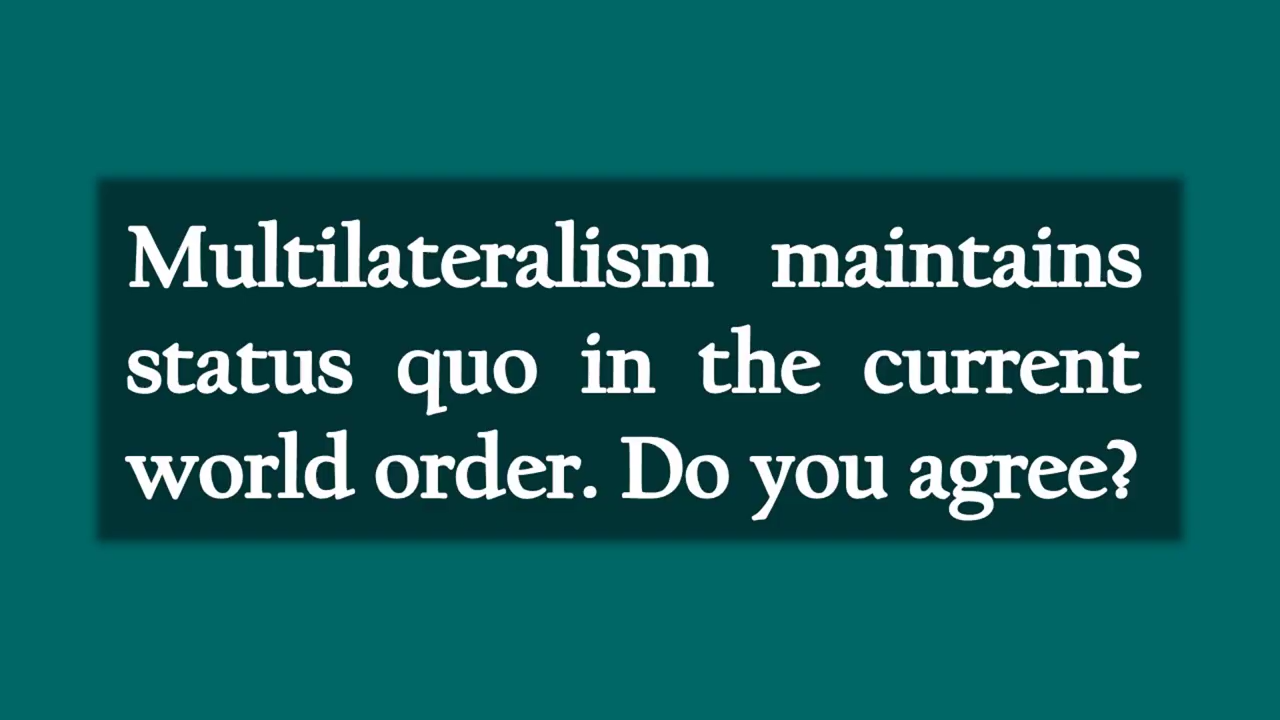 Multilateralism maintains
status quo in the current
world order. Do you agree?